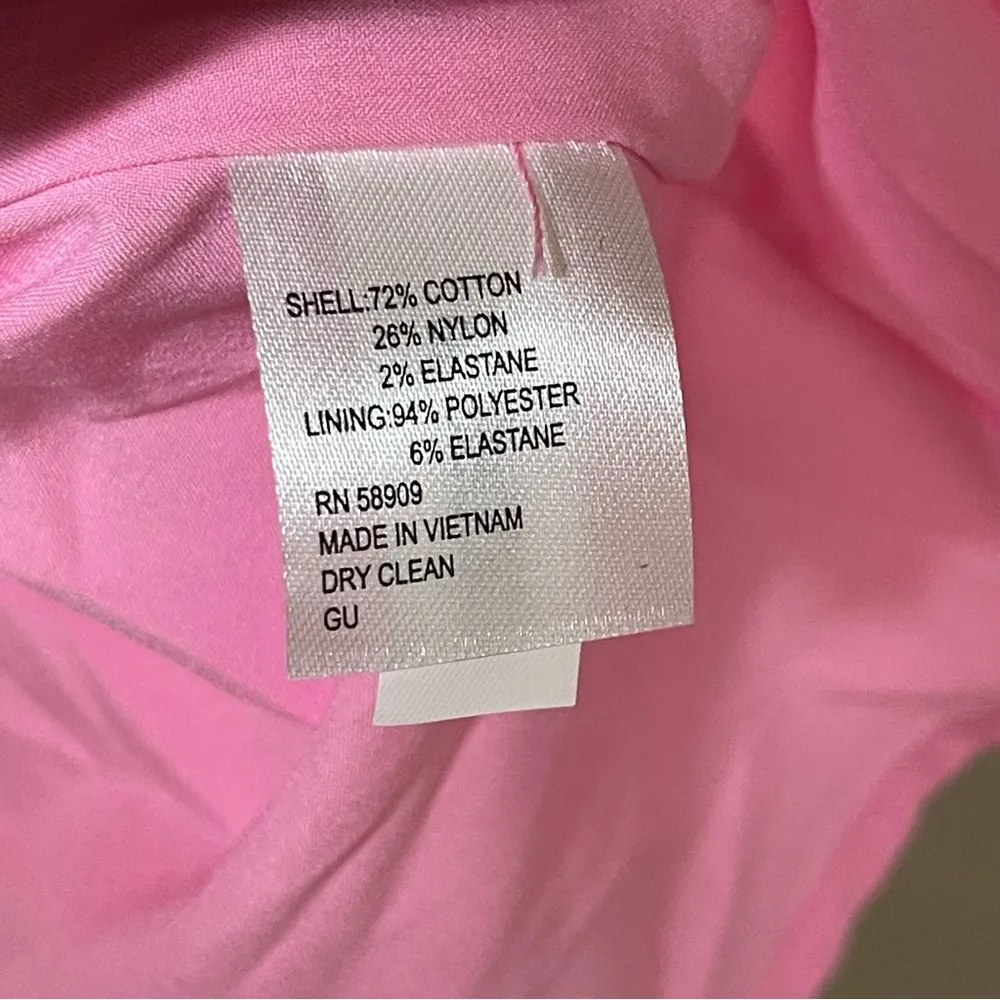 SHELL:72% COTTON
26% NYLON
2% ELASTANE
LINING:94% POLYESTER
6% ELASTANE
RN 58909
MADE IN VIETNAM
DRY CLEAN
GU